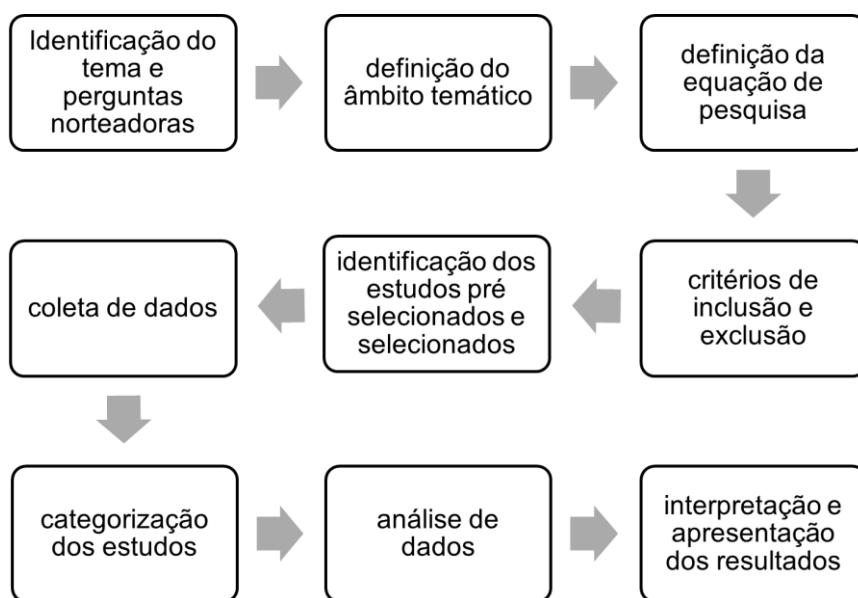 Identificação do
tema e
perguntas
norteadoras
definição do
âmbito temático
definição da
equação de
pesquisa
critérios de
inclusão e
exclusão
identificação dos
estudos pré
selecionados e
selecionados
coleta de dados
categorização
dos estudos
análise de
dados
interpretação e
apresentação
dos resultados